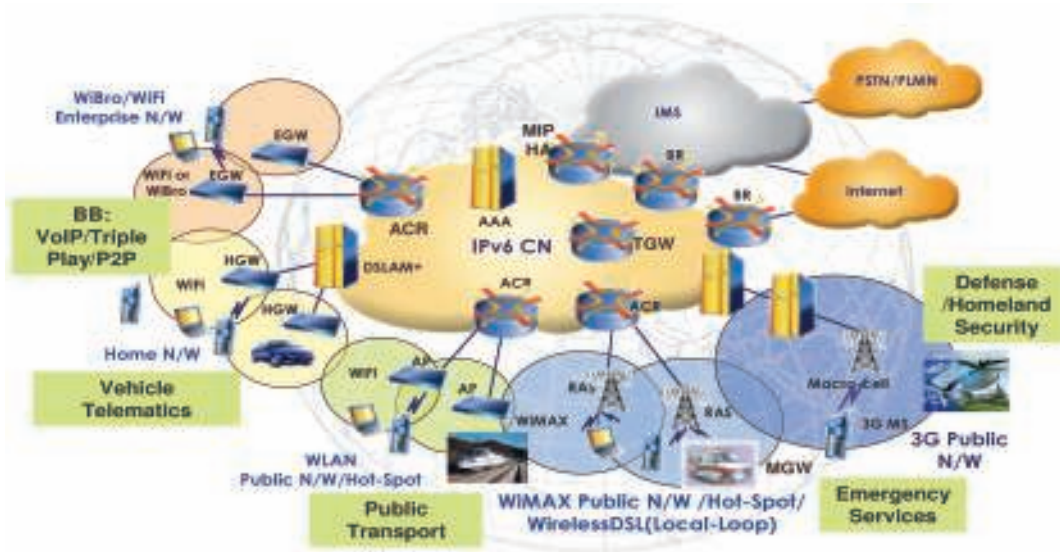 WiBro/WiFi
Enterprise N/W
EGW
WiFi or
WiBro
EGW
BB:
VoIP/Triple
Play/P2P
MIP
HA
IMS
BR
PSTN/PLMN
Internet
BR
ACR
AAA
IPv6 CN
TGW
DSLAM+
HGW
WiFi
HGW
Home N/W
Vehicle
Telematics
ACR
ACR
Defense
/Homeland
Security
WiFi
AP
AP
WLAN
Public N/W/Hot-Spot
Public
Transport
WiMAX
RAS
RAS
MGW
WiMAX Public N/W /Hot-Spot/
WirelessDSL(Local-Loop)
Macro-cell
3G MS
3G Public
N/W
Emergency
Services